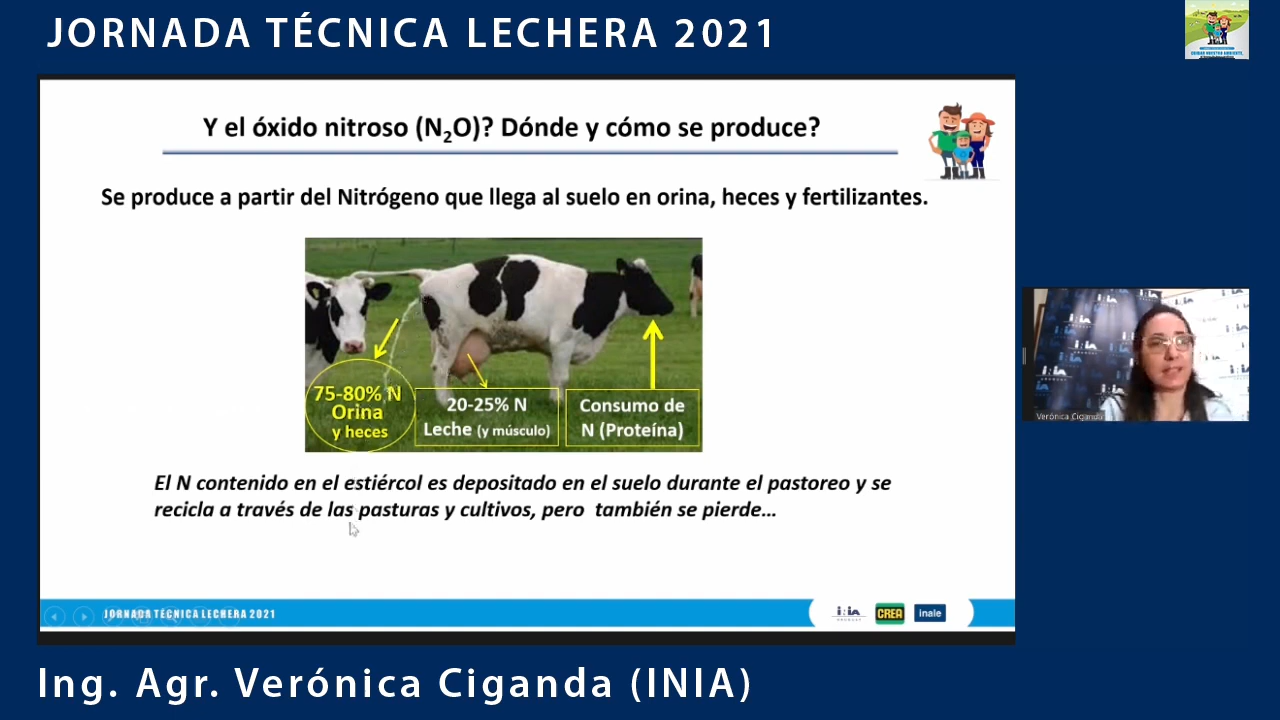 JORNADA TÉCNICA LECHERA 2021
Y el óxido nitroso (N₂O)? Dónde y cómo se produce?
Se produce a partir del Nitrógeno que llega al suelo en orina, heces y fertilizantes.
75-80% N
Orina
y heces
20-25% N
Leche (y músculo)
Consumo de
N (Proteína)
El N contenido en el estiércol es depositado en el suelo durante el pastoreo y se
recicla a través de las pasturas y cultivos, pero también se pierde...
Verónica Ciganda
JORNADA TÉCNICA LECHERA 2021
inia
URUGUAY
CREA
inale
Ing. Agr. Verónica Ciganda (INIA)